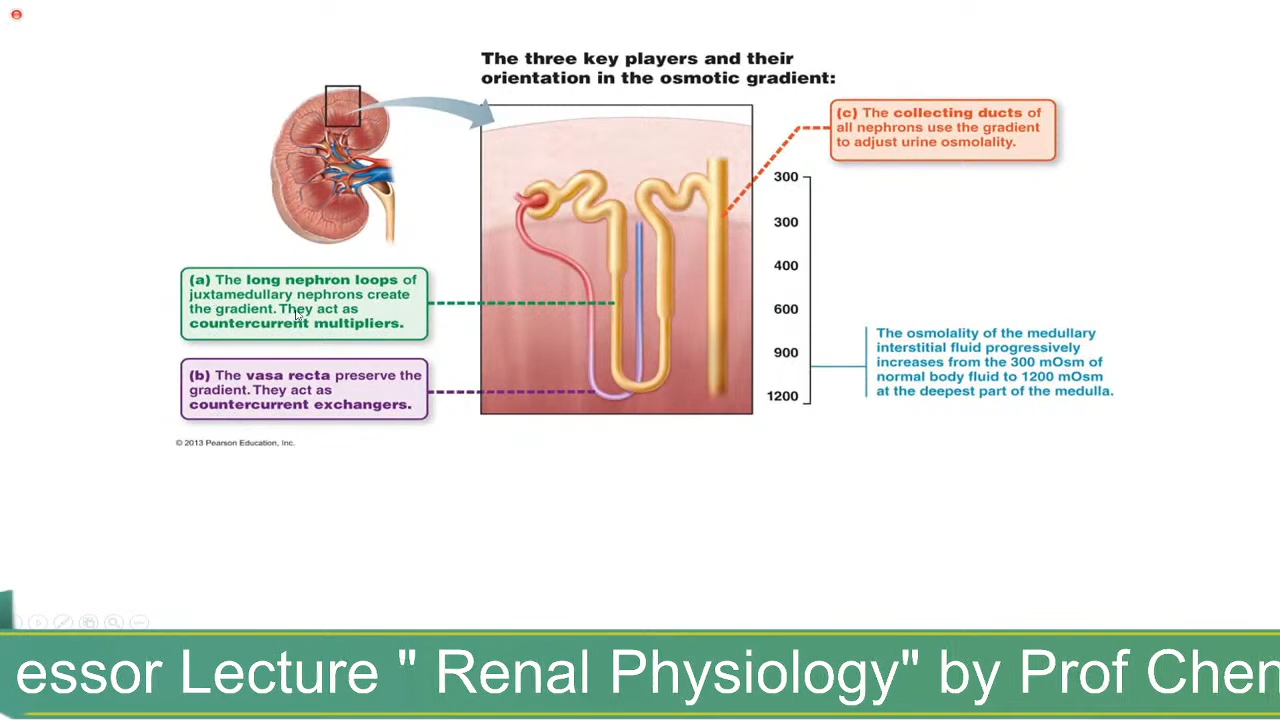 The three key players and their
orientation in the osmotic gradient:
(c) The collecting ducts of
all nephrons use the gradient
to adjust urine osmolality.
300
300
400
600
900
1200
(a) The long nephron loops of
juxtamedullary nephrons create
the gradient. They act as
countercurrent multipliers.
(b) The vasa recta preserve the
gradient. They act as
countercurrent exchangers.
The osmolality of the medullary
interstitial fluid progressively
increases from the 300 mOsm of
normal body fluid to 1200 mOsm
at the deepest part of the medulla.
© 2013 Pearson Education, Inc.
essor Lecture " Renal Physiology" by Prof Chen